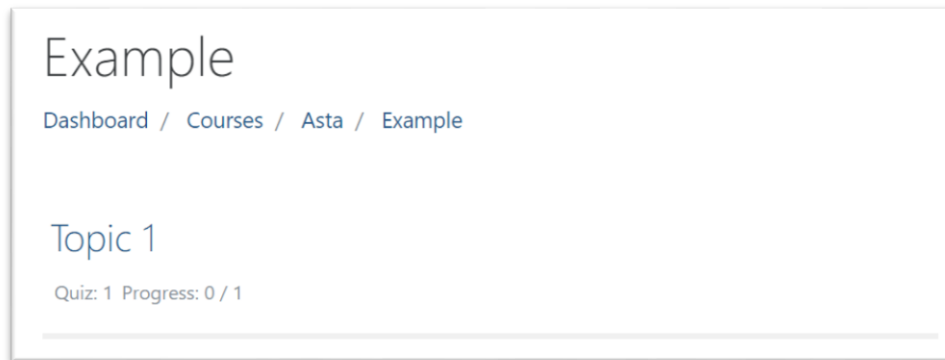 Example
Dashboard / Courses / Asta / Example
Topic 1
Quiz: 1 Progress: 0 / 1